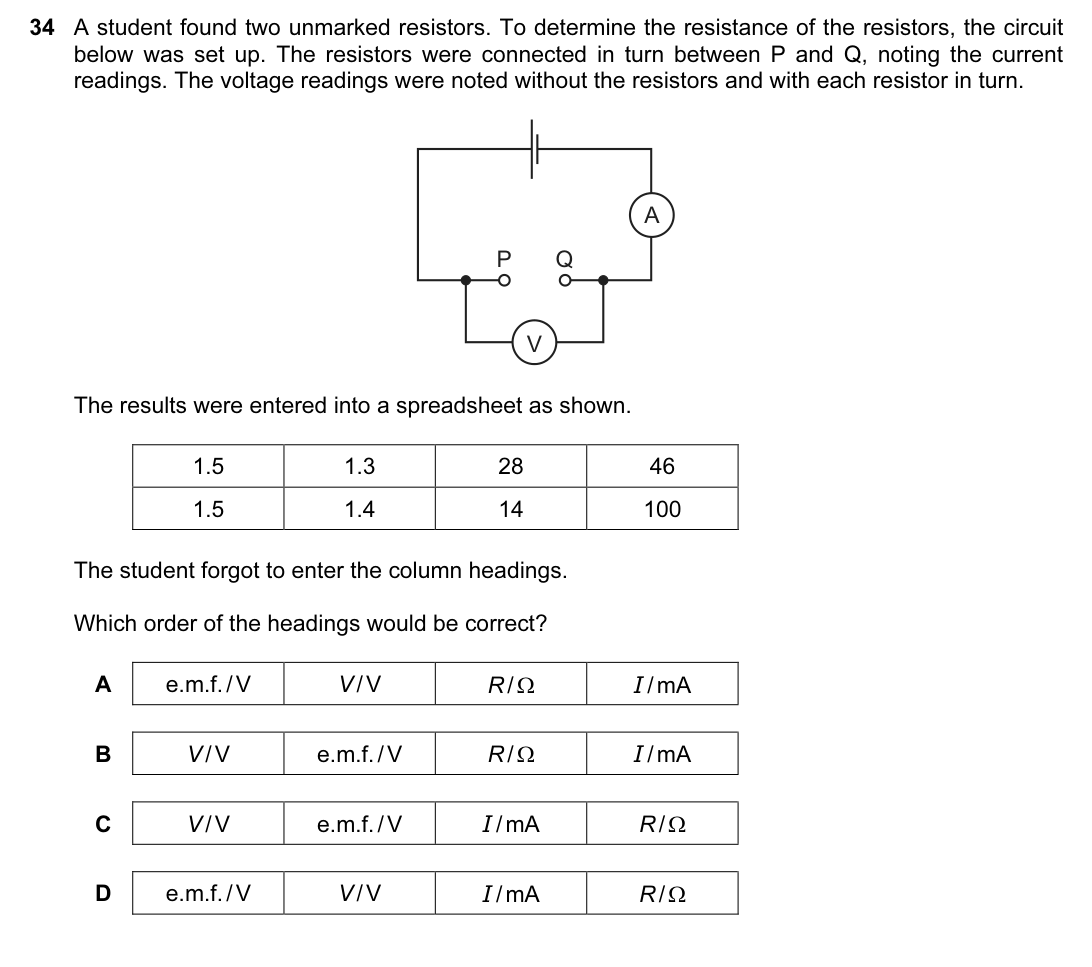 34 A student found two unmarked resistors. To determine the resistance of the resistors, the circuit
below was set up. The resistors were connected in turn between P and Q, noting the current
readings. The voltage readings were noted without the resistors and with each resistor in turn.
A
P Q
V
The results were entered into a spreadsheet as shown.
1.5 1.3 28 46
1.5 1.4 14 100
The student forgot to enter the column headings.
Which order of the headings would be correct?
A e.m.f./V V/V R/Ω I/mA
B V/V e.m.f./V R/Ω I/mA
C V/V e.m.f./V I/mA R/Ω
D e.m.f./V V/V I/mA R/Ω